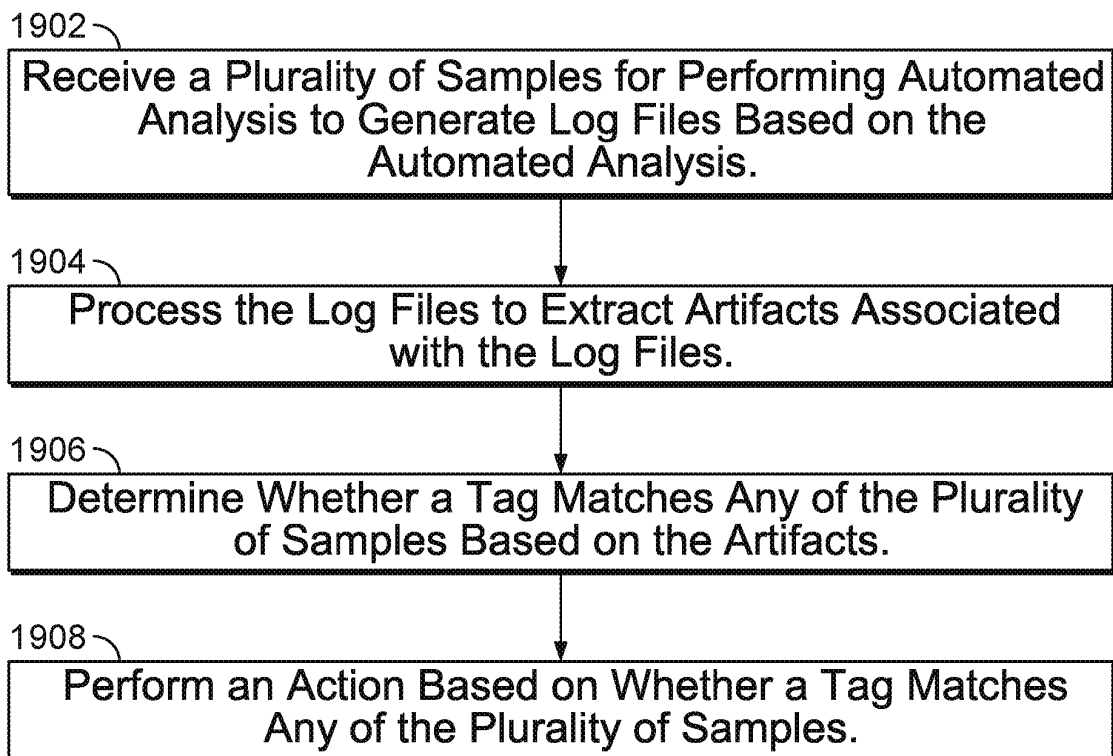 1902
Receive a Plurality of Samples for Performing Automated
Analysis to Generate Log Files Based on the
Automated Analysis.
1904
Process the Log Files to Extract Artifacts Associated
with the Log Files.
1906
Determine Whether a Tag Matches Any of the Plurality
of Samples Based on the Artifacts.
1908
Perform an Action Based on Whether a Tag Matches
Any of the Plurality of Samples.